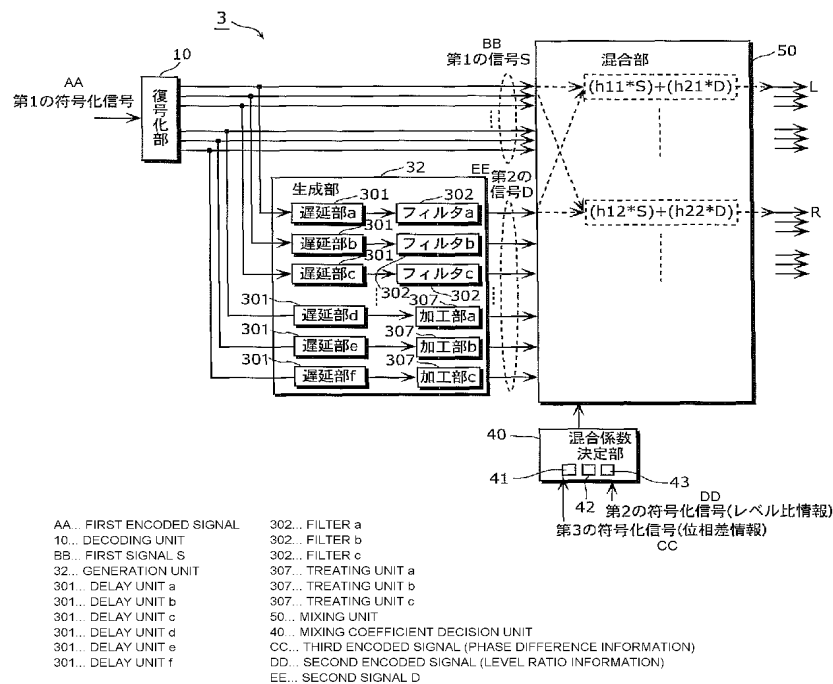 3
10
AA
第1の符号化信号
復号化部
BB
第1の信号S
混合部
50
(h11*S)+(h21*D)
L
32
EE
第2の
信号D
生成部
301
302
遅延部a
フィルタa
(h12*S)+(h22*D)
R
301
遅延部b
フィルタb
301
遅延部c
フィルタc
302
302
301
307
遅延部d
加工部a
301
307
遅延部e
加工部b
301
307
遅延部f
加工部c
40
混合係数
決定部
41
42
43
DD
第2の符号化信号(レベル比情報)
第3の符号化信号(位相差情報)
CC
AA... FIRST ENCODED SIGNAL
10... DECODING UNIT
BB... FIRST SIGNAL S
32... GENERATION UNIT
301... DELAY UNIT a
301... DELAY UNIT b
301... DELAY UNIT c
301... DELAY UNIT d
301... DELAY UNIT e
301... DELAY UNIT f
302... FILTER a
302... FILTER b
302... FILTER c
307... TREATING UNIT a
307... TREATING UNIT b
307... TREATING UNIT c
50... MIXING UNIT
40... MIXING COEFFICIENT DECISION UNIT
CC... THIRD ENCODED SIGNAL (PHASE DIFFERENCE INFORMATION)
DD... SECOND ENCODED SIGNAL (LEVEL RATIO INFORMATION)
EE... SECOND SIGNAL D